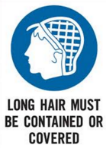 LONG HAIR MUST
BE CONTAINED OR
COVERED